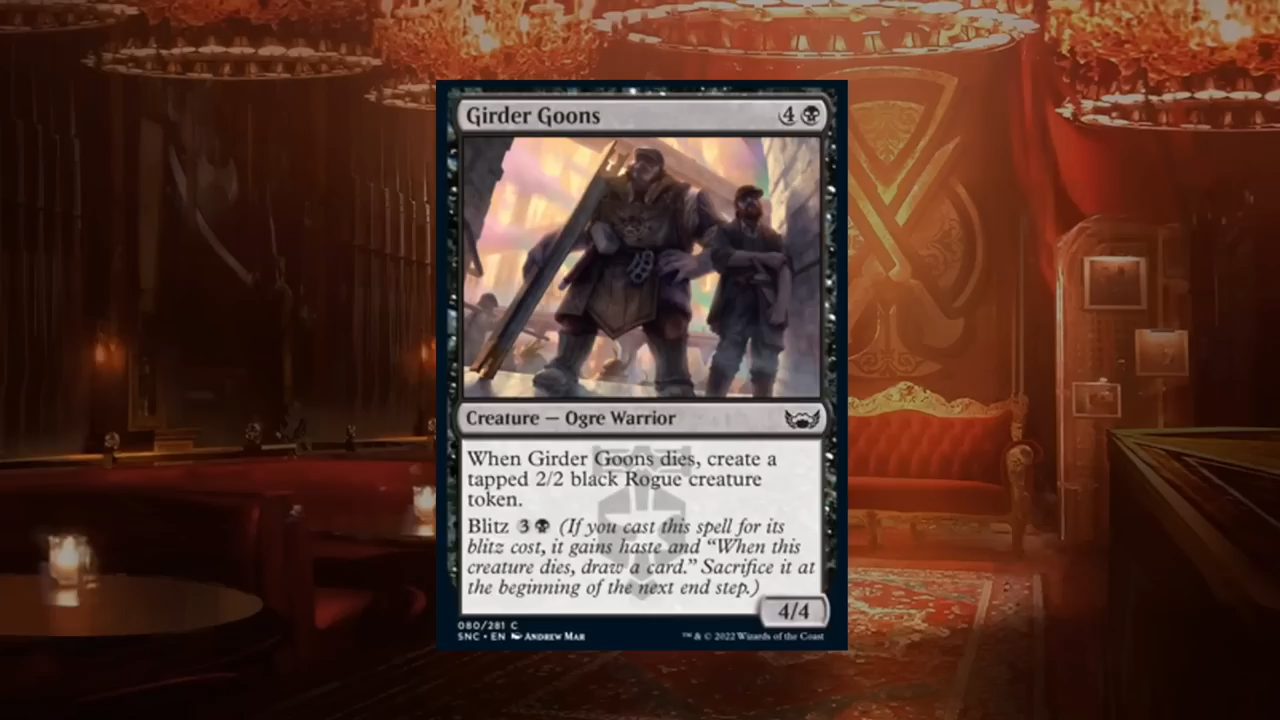 Girder Goons 4
Creature — Ogre Warrior
When Girder Goons dies, create a
tapped 2/2 black Rogue creature
token.
Blitz 3 (If you cast this spell for its
blitz cost, it gains haste and “When this
creature dies, draw a card.” Sacrifice it at
the beginning of the next end step.)
4/4
080/281 C
SNC • EN Andrew Mar
™ & © 2022 Wizards of the Coast